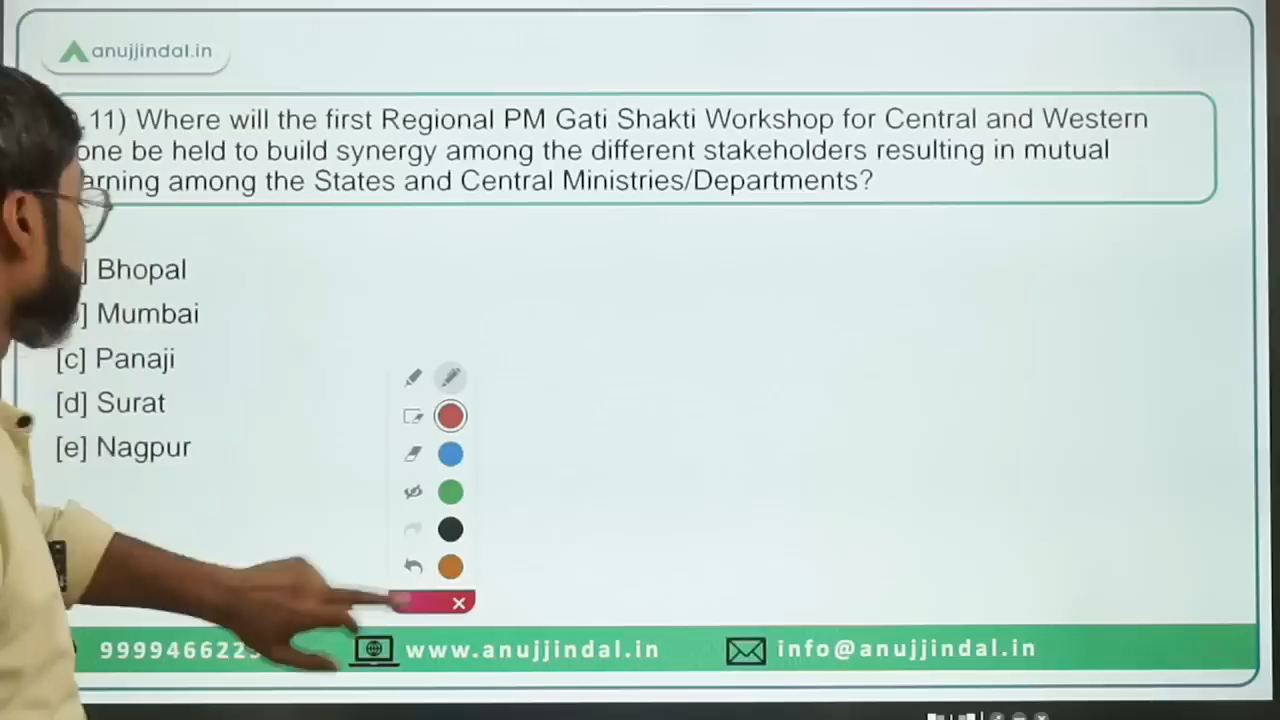 anujjindal.in
.11) Where will the first Regional PM Gati Shakti Workshop for Central and Western
one be held to build synergy among the different stakeholders resulting in mutual
arning among the States and Central Ministries/Departments?
] Bhopal
] Mumbai
[c] Panaji
[d] Surat
[e] Nagpur
999946622
www.anujjindal.in
info@anujjindal.in